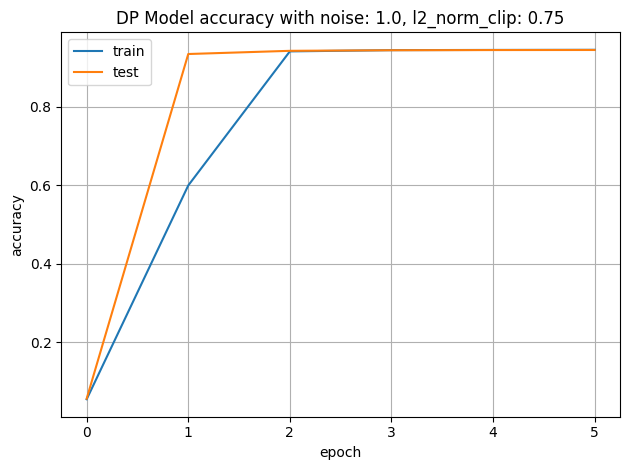 DP Model accuracy with noise: 1.0, l2_norm_clip: 0.75
train
test
accuracy
0.8
0.6
0.4
0.2
0 1 2 3 4 5
epoch